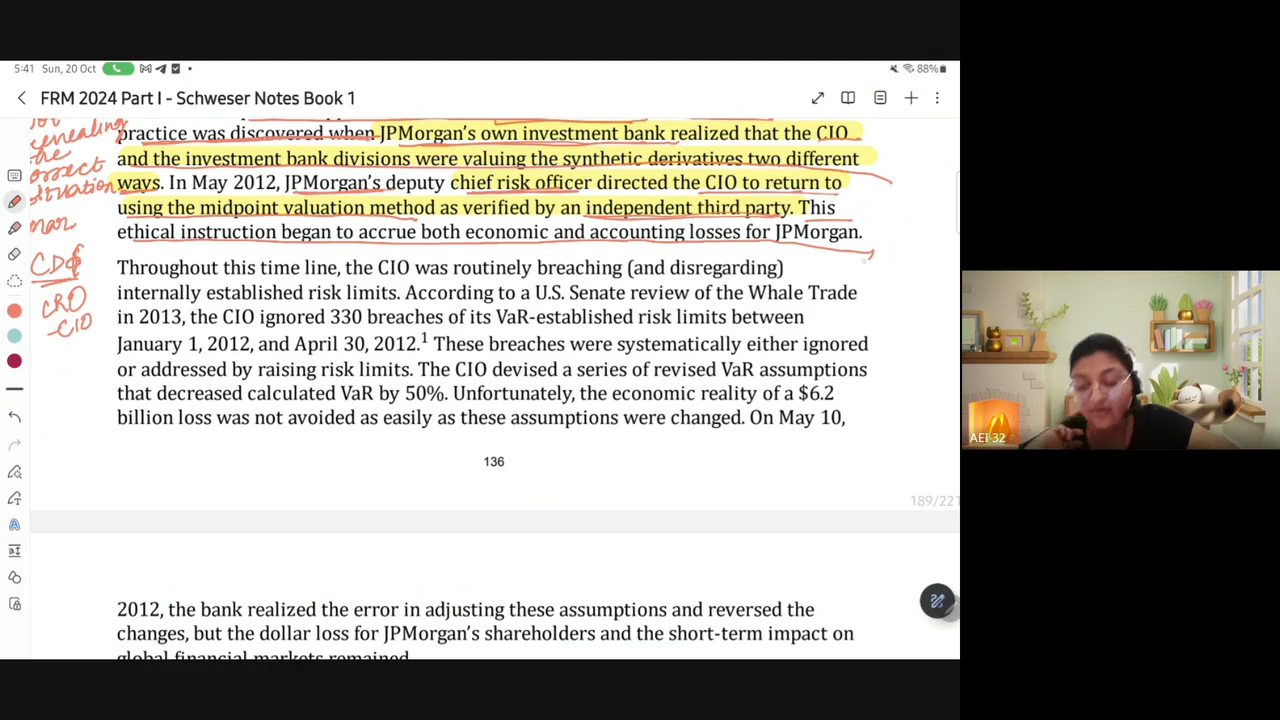 5:41 Sun, 20 Oct 88%
FRM 2024 Part I - Schweser Notes Book 1
revealing
the
practice was discovered when JPMorgan's own investment bank realized that the CIO
and the investment bank divisions were valuing the synthetic derivatives two different
ways. In May 2012, JPMorgan's deputy chief risk officer directed the CIO to return to
using the midpoint valuation method as verified by an independent third party. This
ethical instruction began to accrue both economic and accounting losses for JPMorgan.
CRO
-CIO
Throughout this time line, the CIO was routinely breaching (and disregarding)
internally established risk limits. According to a U.S. Senate review of the Whale Trade
in 2013, the CIO ignored 330 breaches of its VaR-established risk limits between
January 1, 2012, and April 30, 2012.1 These breaches were systematically either ignored
or addressed by raising risk limits. The CIO devised a series of revised VaR assumptions
that decreased calculated VaR by 50%. Unfortunately, the economic reality of a $6.2
billion loss was not avoided as easily as these assumptions were changed. On May 10,
136
189/221
2012, the bank realized the error in adjusting these assumptions and reversed the
changes, but the dollar loss for JPMorgan's shareholders and the short-term impact on
global financial markets remained
AEI 32